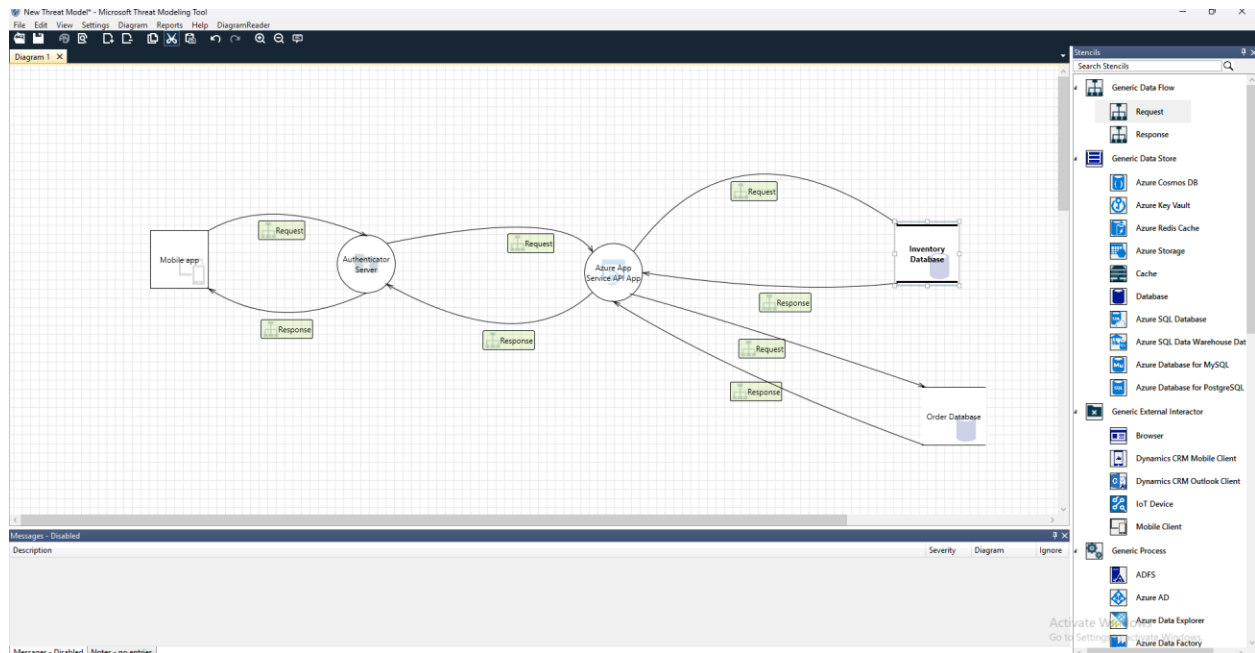 New Threat Model* - Microsoft Threat Modeling Tool
File Edit View Settings Diagram Reports Help DiagramReader
Diagram 1
Request
Request
Request
Mobile app
Authenticator
Server
Azure App
Service API App
Inventory
Database
Response
Response
Response
Request
Response
Order Database
Messages - Disabled
Description Severity Diagram Ignore
Messages - Disabled Notes - no entries
Stencils
Search Stencils
Generic Data Flow
Request
Response
Generic Data Store
Azure Cosmos DB
Azure Key Vault
Azure Redis Cache
Azure Storage
Cache
Database
Azure SQL Database
Azure SQL Data Warehouse Dat
Azure Database for MySQL
Azure Database for PostgreSQL
Generic External Interactor
Browser
Dynamics CRM Mobile Client
Dynamics CRM Outlook Client
IoT Device
Mobile Client
Generic Process
ADFS
Azure AD
Azure Data Explorer
Azure Data Factory
Activate Windows
Go to Settings to activate Windows.